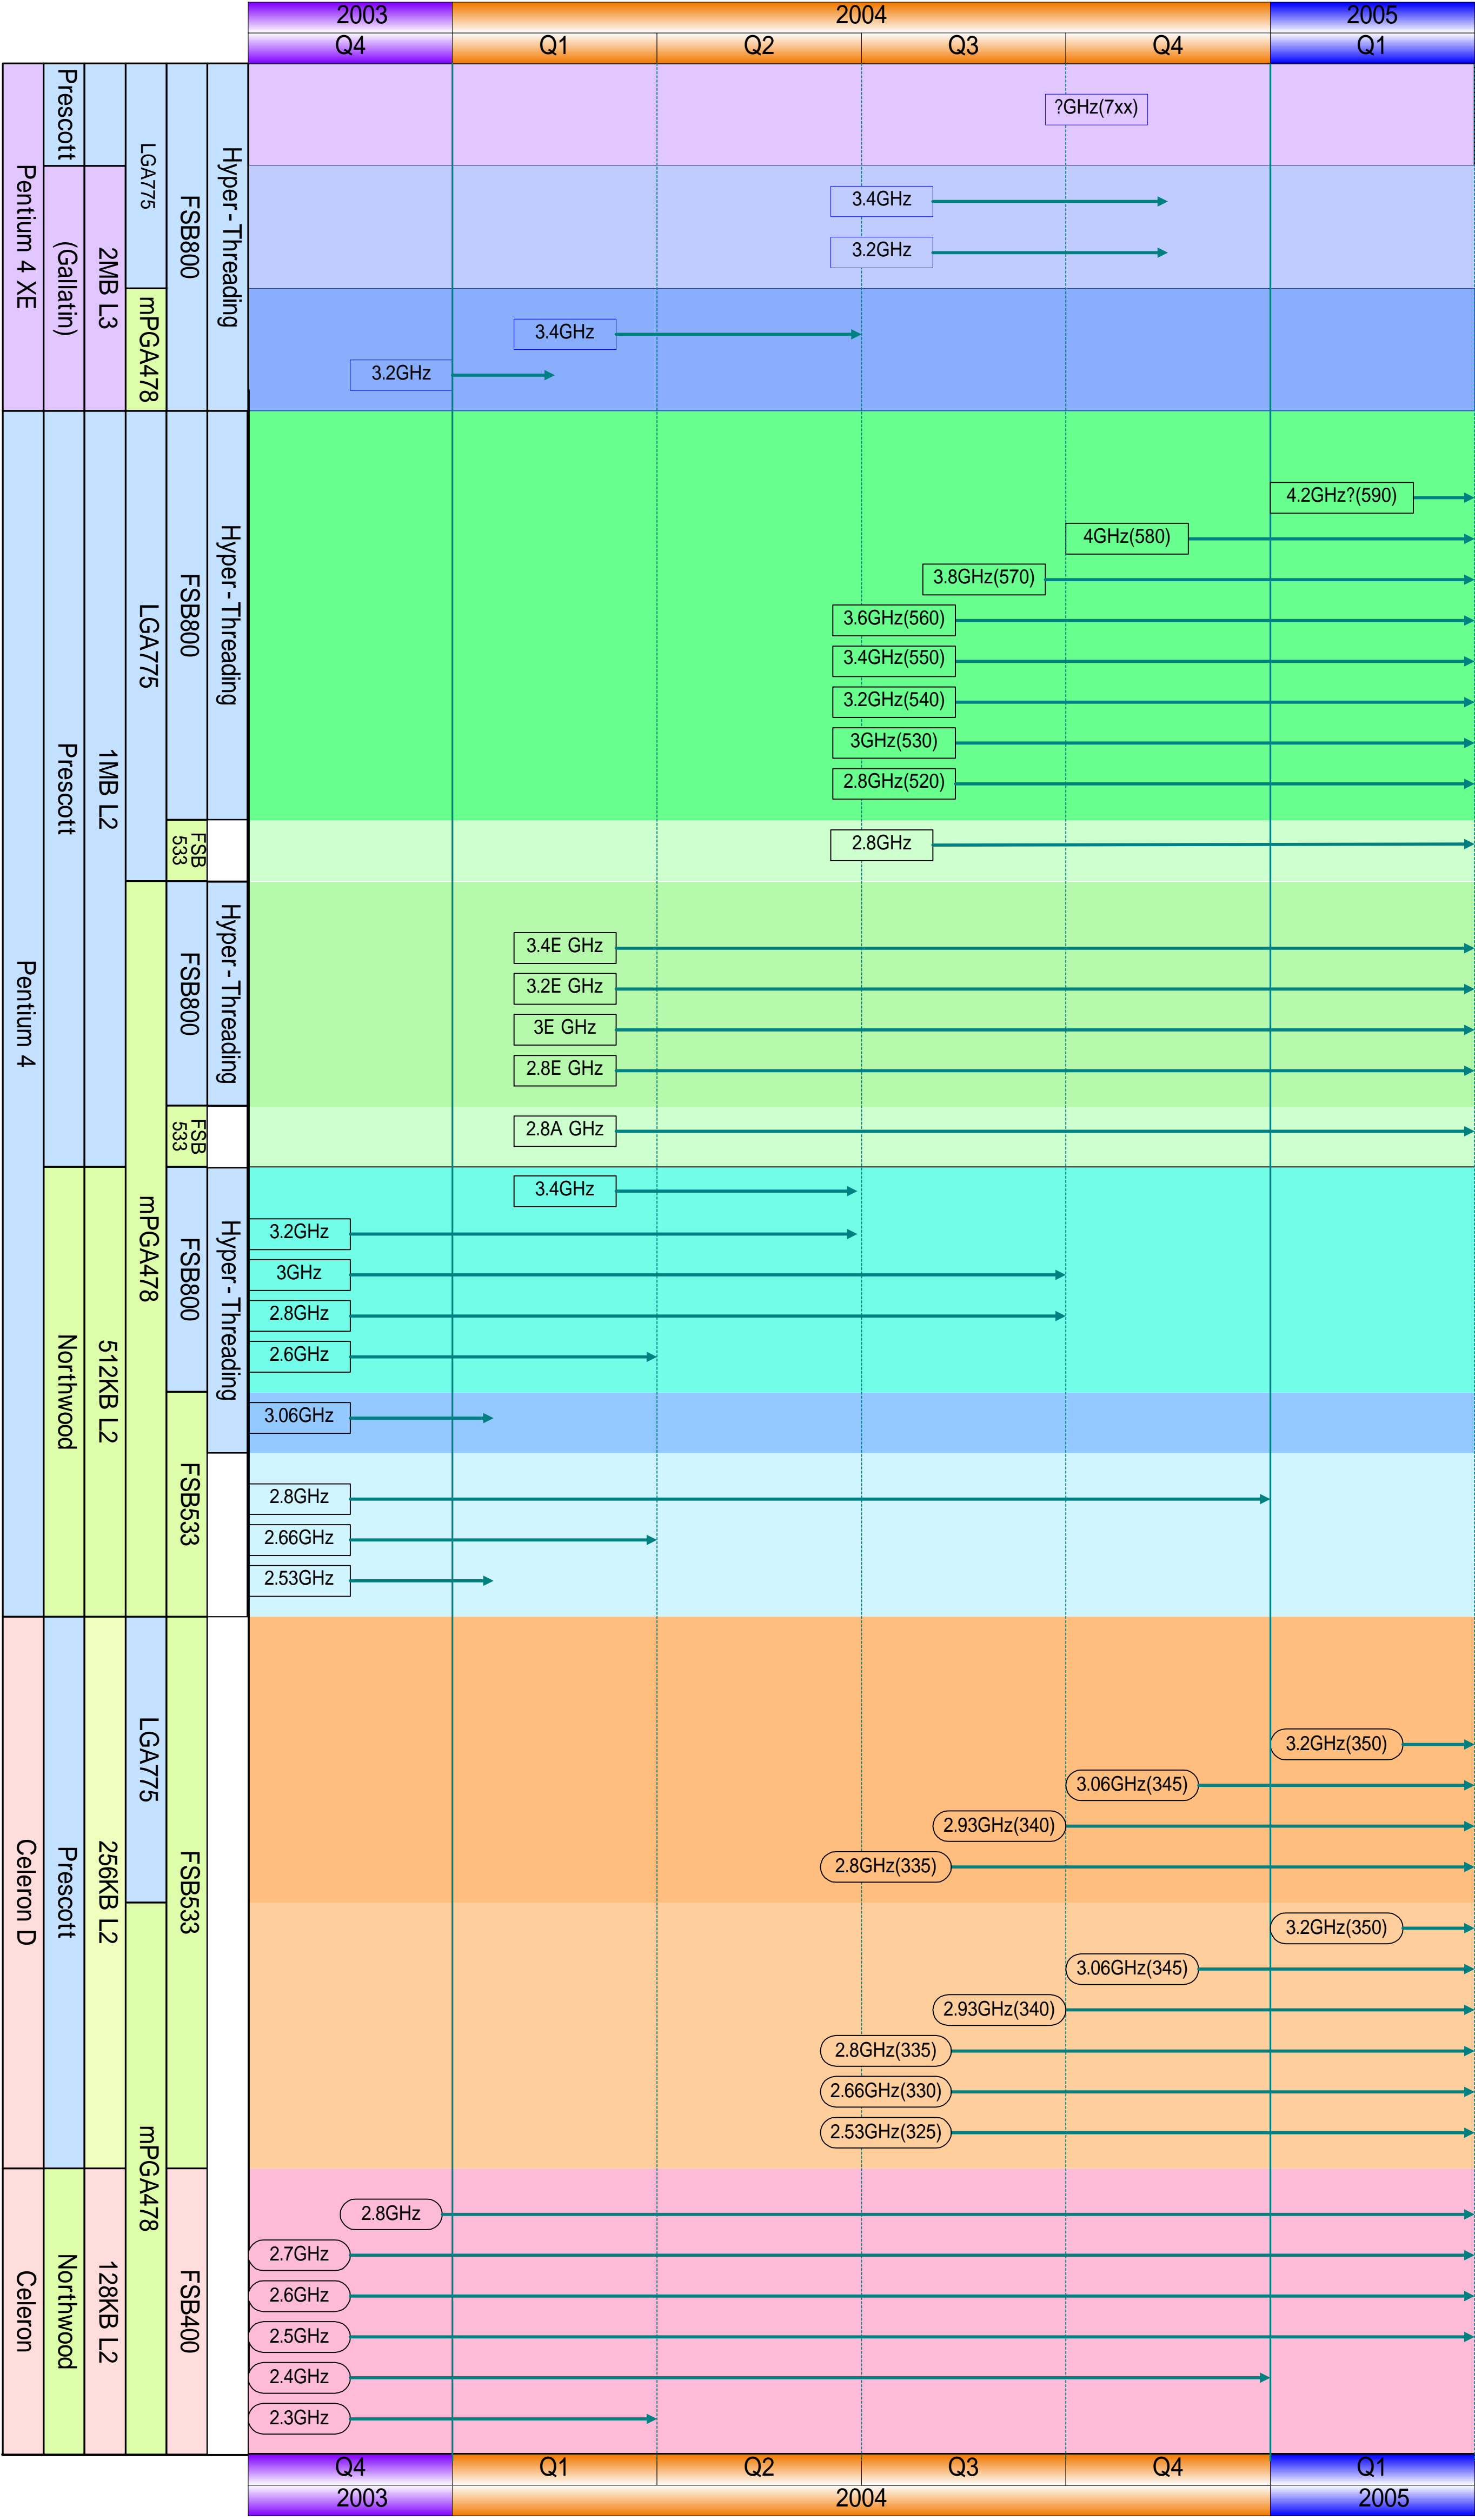 2003 2004 2005
Q4 Q1 Q2 Q3 Q4 Q1
Pentium 4 XE
Prescott
(Gallatin)
2MB L3
LGA775
mPGA478
FSB800
Hyper-Threading
?GHz(7xx)
3.4GHz
3.2GHz
3.4GHz
3.2GHz
Pentium 4
Prescott
1MB L2
LGA775
FSB800
Hyper-Threading
4.2GHz?(590)
4GHz(580)
3.8GHz(570)
3.6GHz(560)
3.4GHz(550)
3.2GHz(540)
3GHz(530)
2.8GHz(520)
FSB
533
2.8GHz
mPGA478
FSB800
Hyper-Threading
3.4E GHz
3.2E GHz
3E GHz
2.8E GHz
FSB
533
2.8A GHz
Northwood
512KB L2
FSB800
Hyper-Threading
3.4GHz
3.2GHz
3GHz
2.8GHz
2.6GHz
FSB533
3.06GHz
2.8GHz
2.66GHz
2.53GHz
Celeron D
Prescott
256KB L2
LGA775
FSB533
3.2GHz(350)
3.06GHz(345)
2.93GHz(340)
2.8GHz(335)
mPGA478
3.2GHz(350)
3.06GHz(345)
2.93GHz(340)
2.8GHz(335)
2.66GHz(330)
2.53GHz(325)
Celeron
Northwood
128KB L2
FSB400
2.8GHz
2.7GHz
2.6GHz
2.5GHz
2.4GHz
2.3GHz
Q4 Q1 Q2 Q3 Q4 Q1
2003 2004 2005